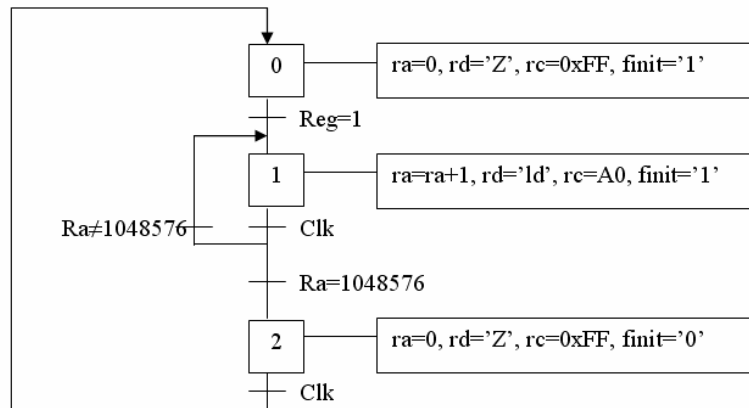 0
ra=0, rd=’Z’, rc=0xFF, finit=’1’
Reg=1
1
ra=ra+1, rd=’ld’, rc=A0, finit=’1’
Ra≠1048576
Clk
Ra=1048576
2
ra=0, rd=’Z’, rc=0xFF, finit=’0’
Clk